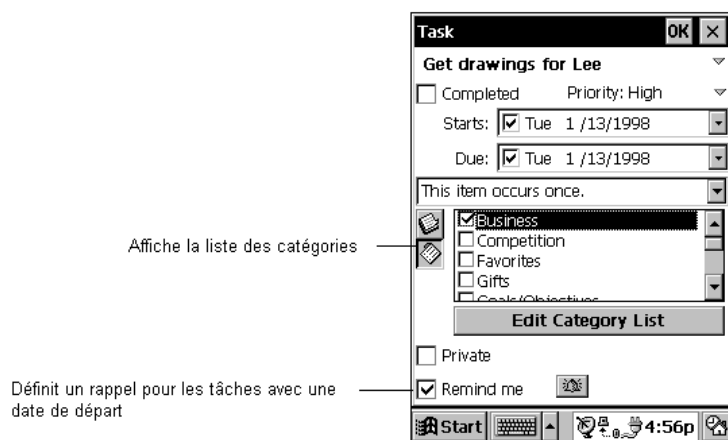 Task OK
Get drawings for Lee
Completed Priority: High
Starts: Tue 1 /13/1998
Due: Tue 1 /13/1998
This item occurs once.
Business
Affiche la liste des catégories
Competition
Favorites
Gifts
Goals/Objectives
Edit Category List
Private
Définit un rappel pour les tâches avec une
date de départ
Remind me
Start 4:56p